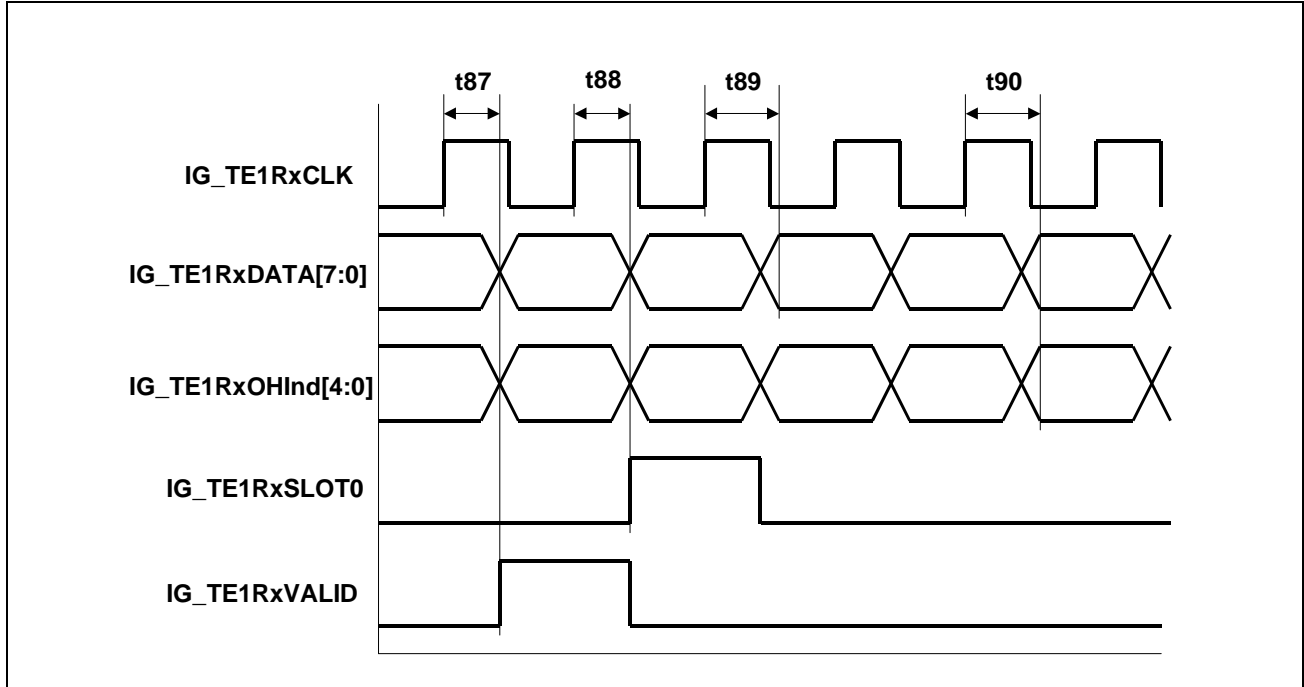 t87 t88 t89 t90
IG_TE1RxCLK
IG_TE1RxDATA[7:0]
IG_TE1RxOHInd[4:0]
IG_TE1RxSLOT0
IG_TE1RxVALID